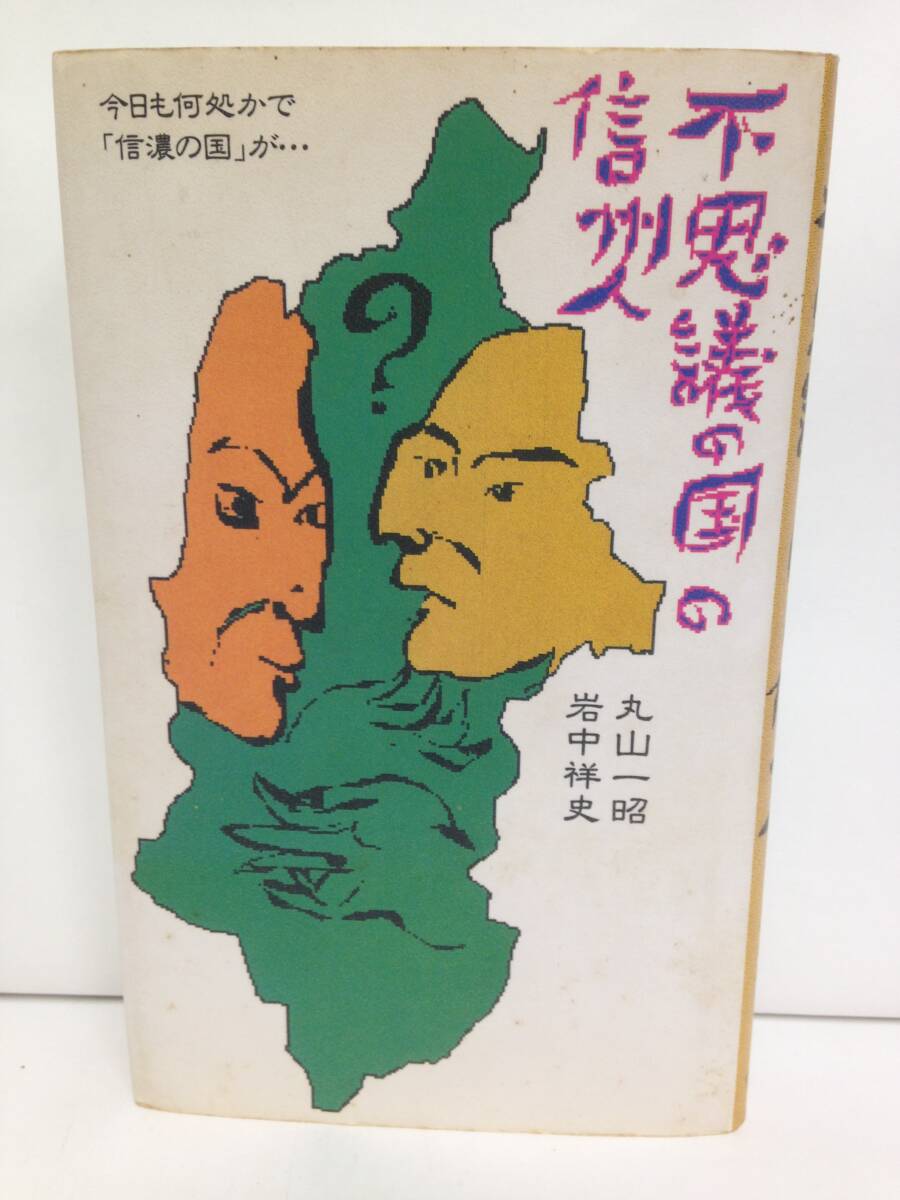 今日も何処かで
「信濃の国」が…
不思議の国の
信州人
丸山一昭
岩中祥史
？